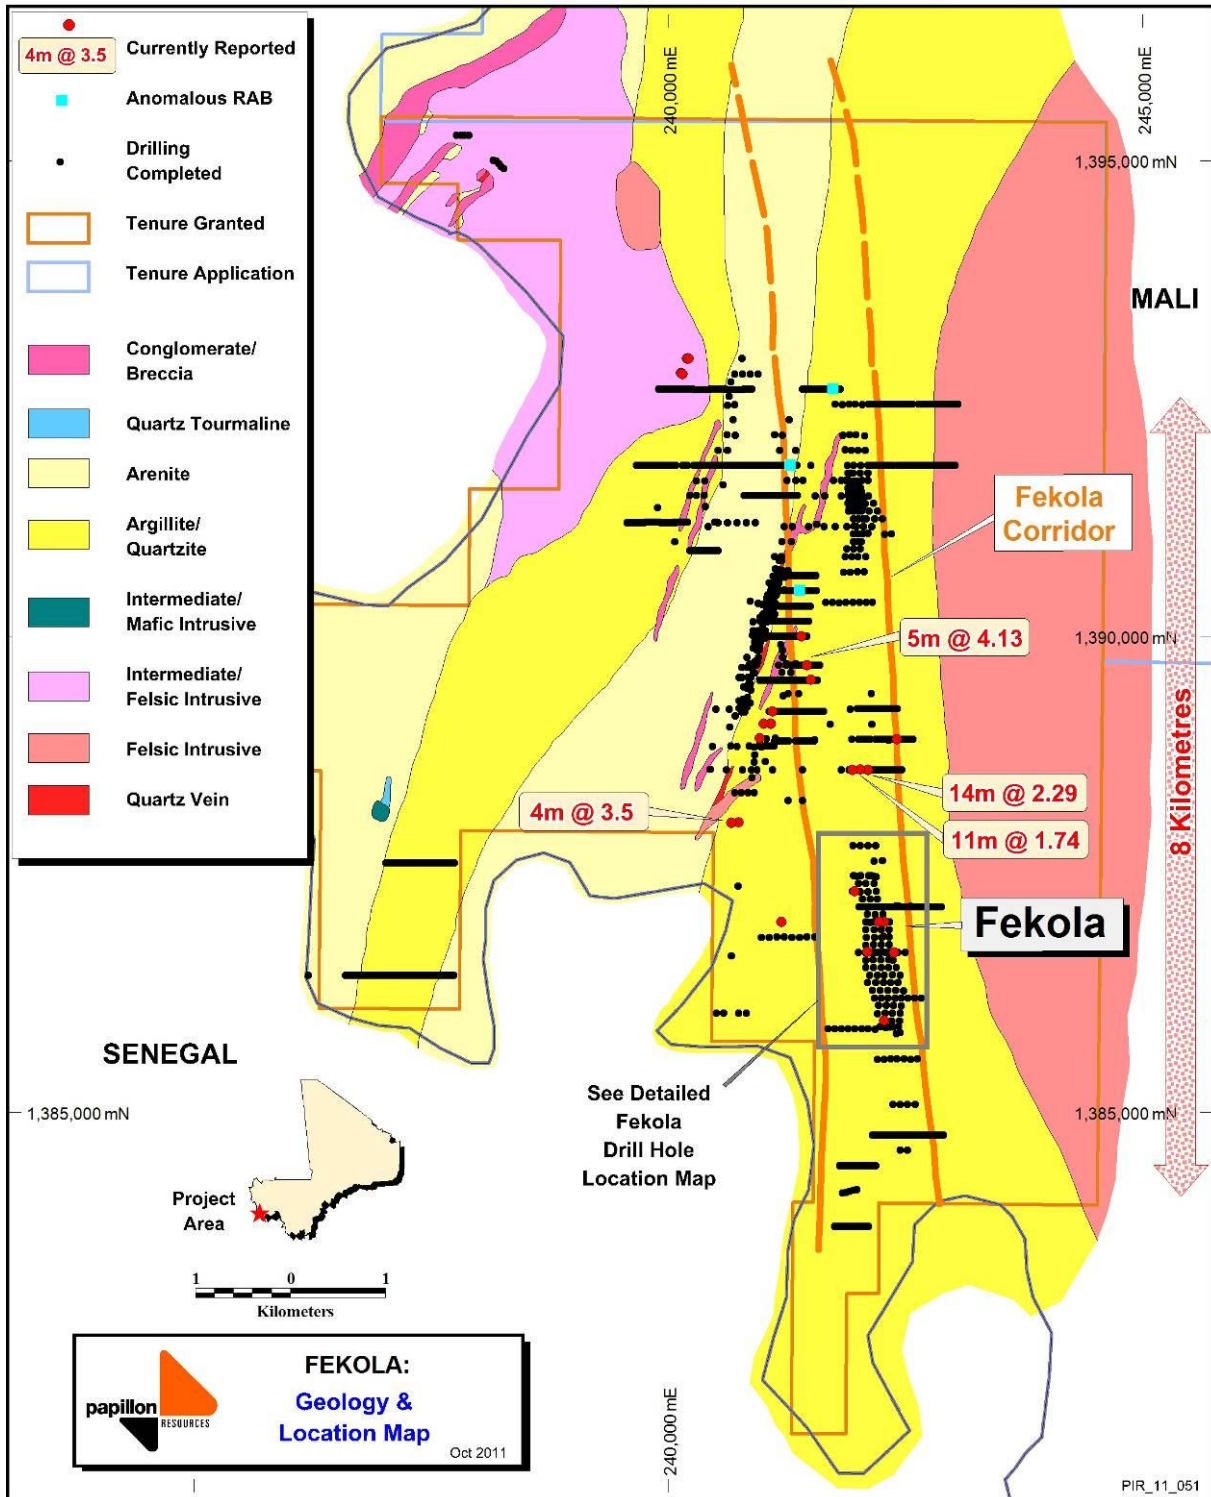 4m @ 3.5
Currently Reported
Anomalous RAB
Drilling
Completed
Tenure Granted
Tenure Application
Conglomerate/
Breccia
Quartz Tourmaline
Arenite
Argillite/
Quartzite
Intermediate/
Mafic Intrusive
Intermediate/
Felsic Intrusive
Felsic Intrusive
Quartz Vein
240,000 mE
245,000 mE
1,395,000 mN
MALI
Fekola
Corridor
5m @ 4.13
1,390,000 mN
8 Kilometres
14m @ 2.29
11m @ 1.74
4m @ 3.5
Fekola
SENEGAL
1,385,000 mN
See Detailed
Fekola
Drill Hole
Location Map
1,385,000 mN
Project
Area
1 0 1
Kilometers
papillon
RESOURCES
FEKOLA:
Geology &
Location Map
Oct 2011
240,000 mE
PIR_11_051